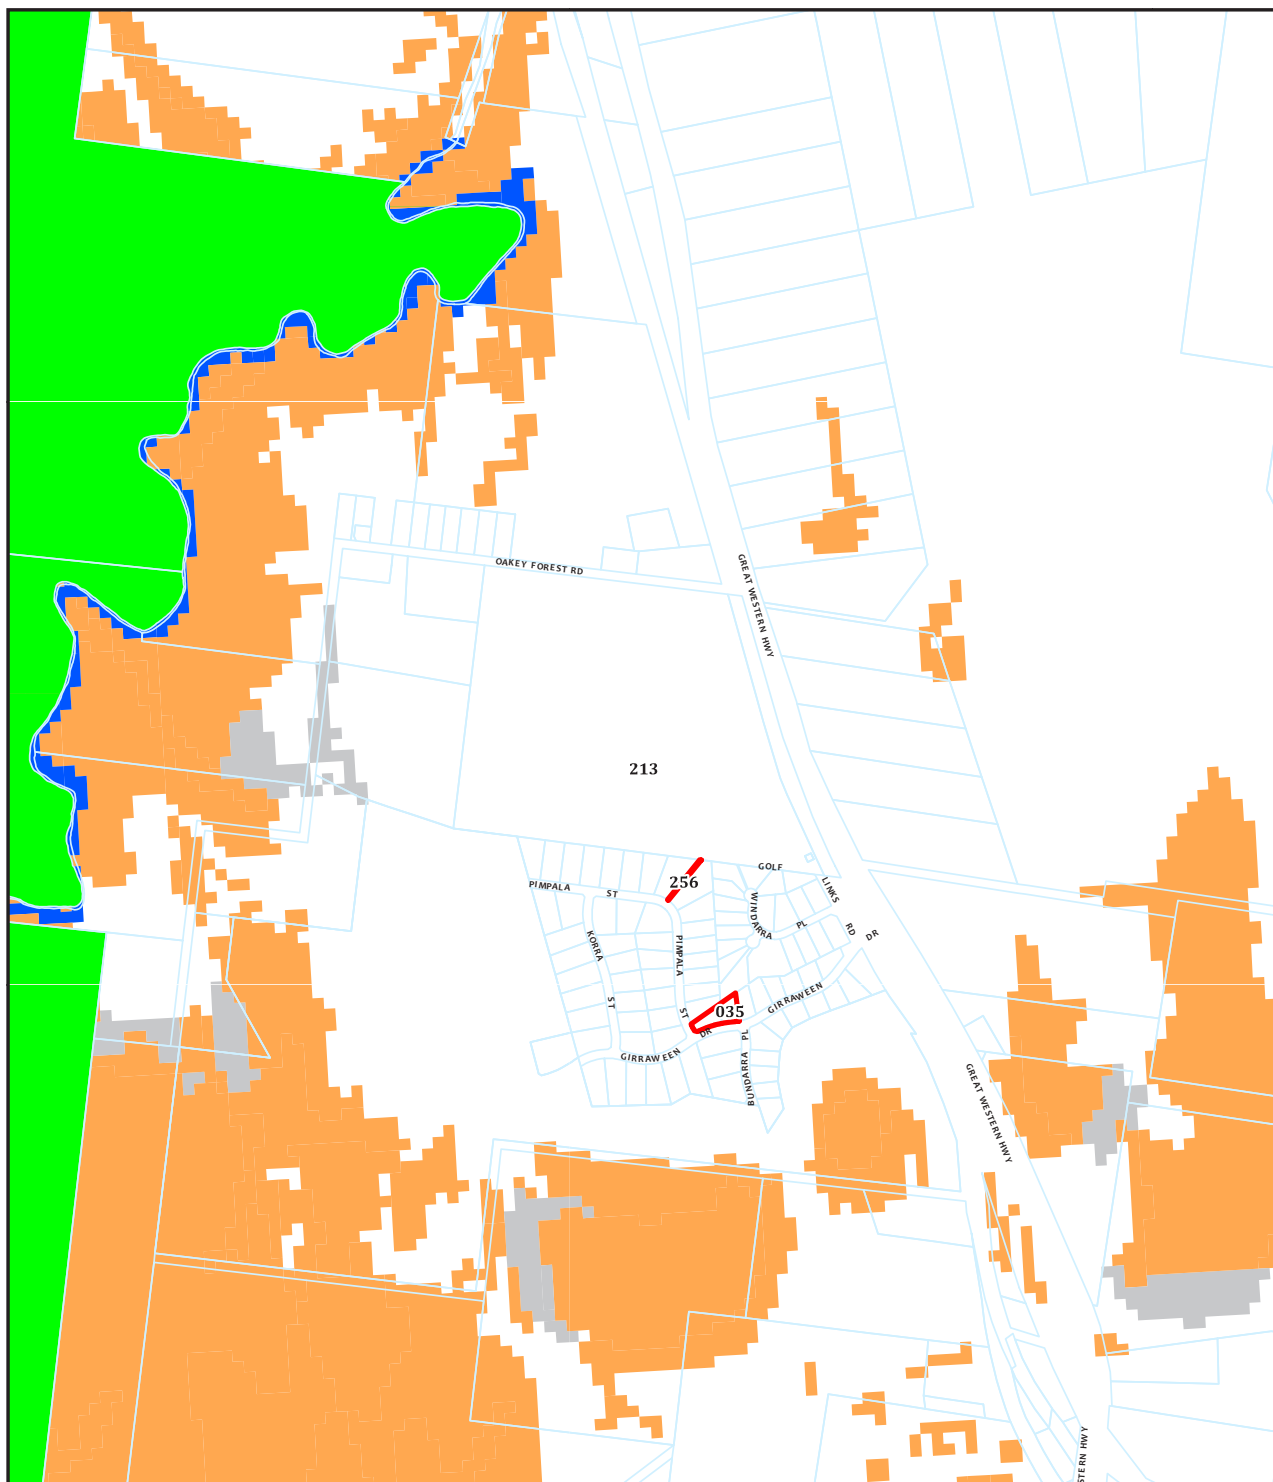 OAKEY FOREST RD
GREAT WESTERN HWY
213
GOLF
LINKS
RD
256
PIMPALA
ST
WINDARRA
PL
DR
KORRA
ST
PIMPALA
ST
GIRRAWEEN
035
DR
GIRRAWEEN
BUNDARRA PL
GREAT WESTERN HWY
STERN HWY